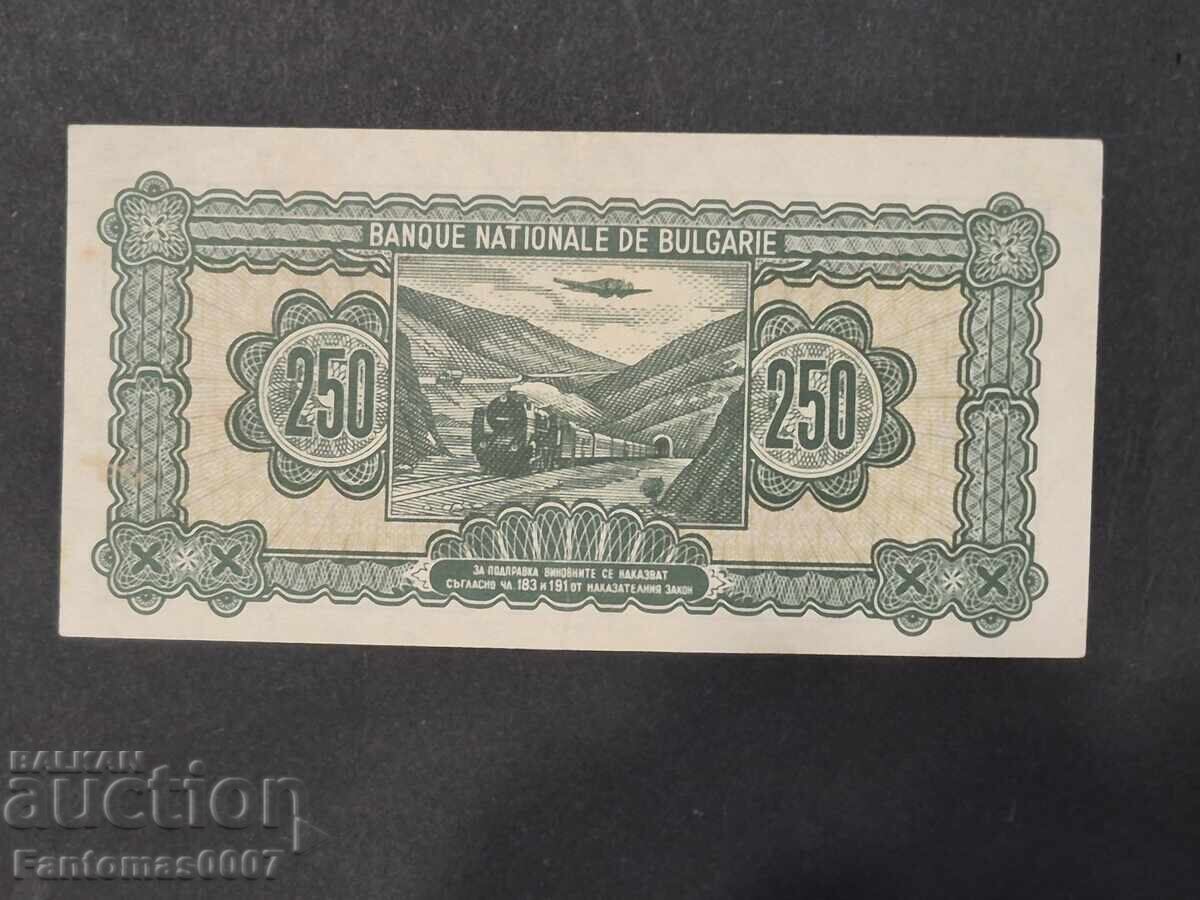 BANQUE NATIONALE DE BULGARIE
250
250
ЗА ПОДПРАВКА ВИНОВНИТЕ СЕ НАКАЗВАТ
СЪГЛАСНО ЧЛ. 183 И 191 ОТ НАКАЗАТЕЛНИЯ ЗАКОН
BALKAN
auction
Fantomas0007